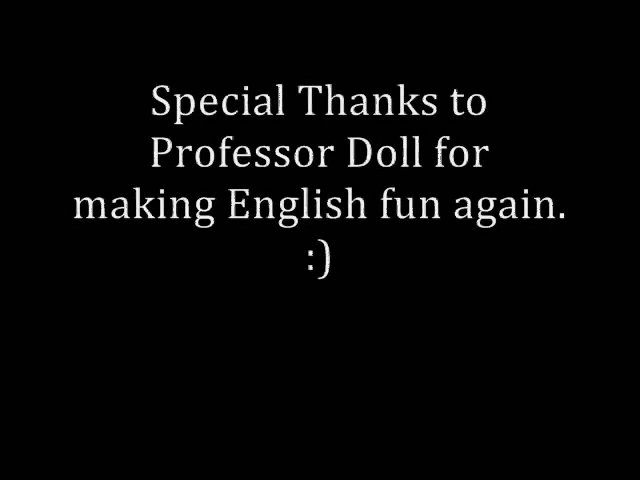 Special Thanks to
Professor Doll for
making English fun again.
:)